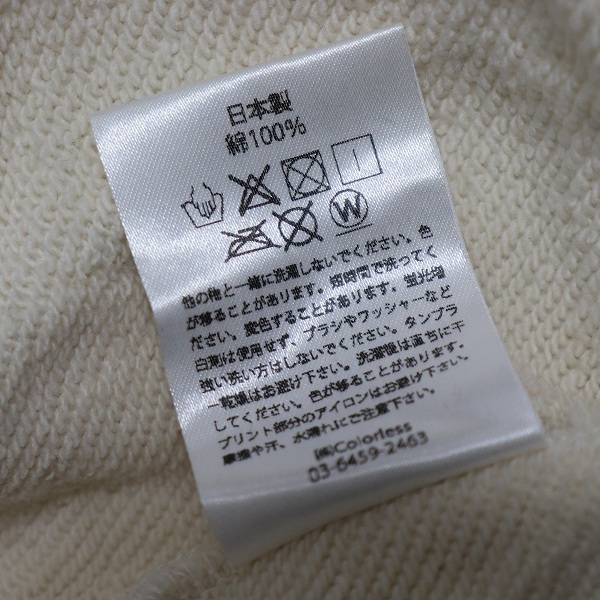 日本製
綿100%
W
他の物と一緒に洗濯しないでください。色
が移ることがあります。短時間で洗ってく
ださい。変色することがあります。蛍光増
白剤は使用せず、ブラシやワッシャーなど
強い洗い方はしないでください。タンブラ
ー乾燥はお避け下さい。洗濯後は直ちに干
してください。色が移ることがあります。
プリント部分のアイロンはお避け下さい。
摩擦や汗、水濡れにご注意下さい。
㈱Colorless
03-6459-2463